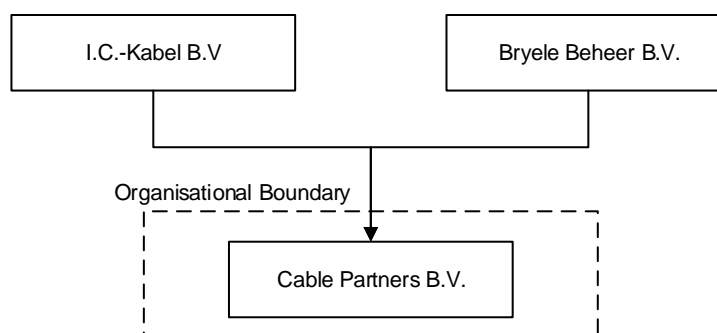 I.C.-Kabel B.V
Bryele Beheer B.V.
Organisational Boundary
Cable Partners B.V.